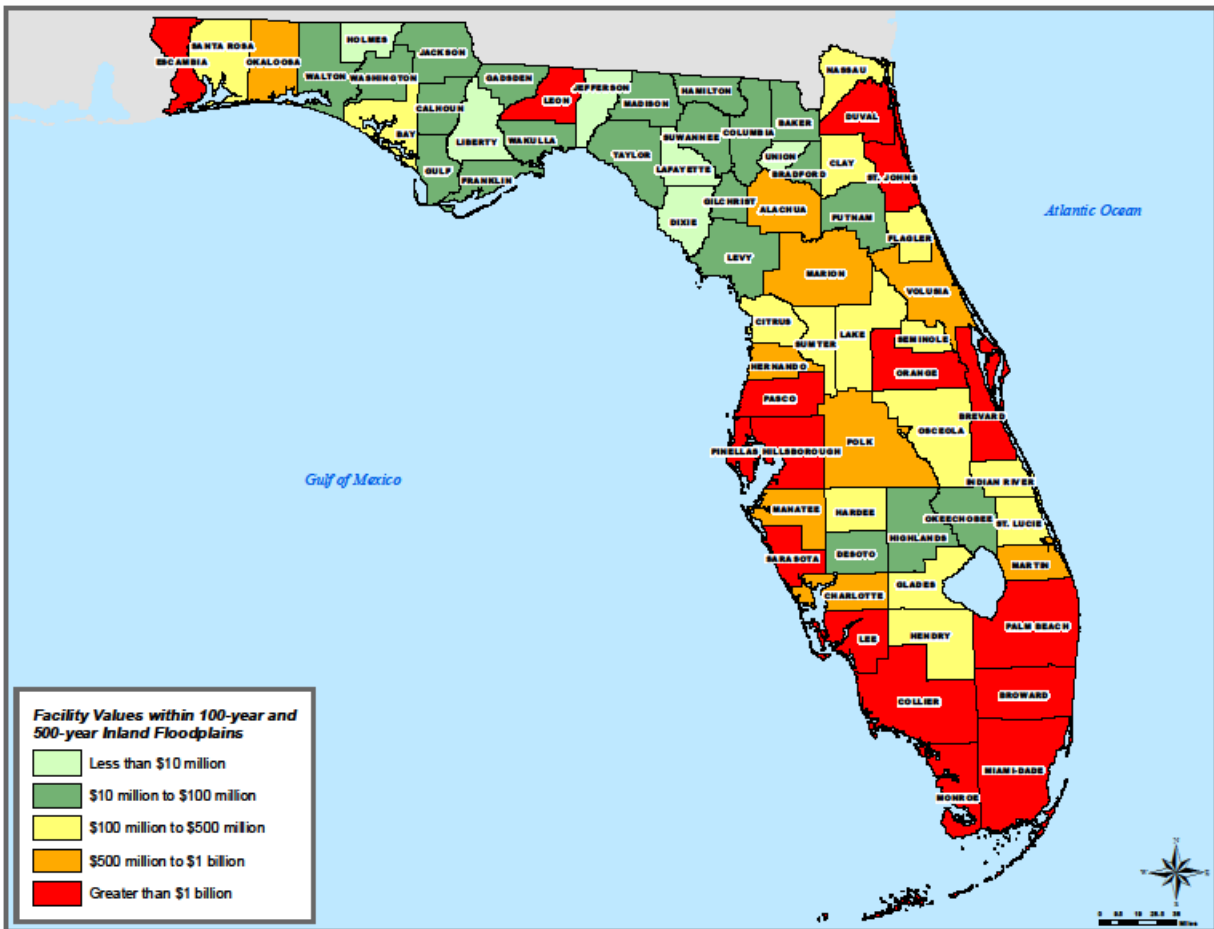 SANTA ROSA
HOLMES
ESCAMBIA
OKALOOSA
JACKSON
WALTON
WASHINGTON
GADSDEN
LEON
JEFFERSON
MADISON
HAMILTON
NASSAU
CALHOUN
DUVAL
BAY
LIBERTY
WAKULLA
SUWANNEE
COLUMBIA
BAKER
TAYLOR
UNION
CLAY
GULF
FRANKLIN
LAFAYETTE
BRADFORD
ST. JOHNS
GILCHRIST
ALACHUA
DIXIE
PUTNAM
Atlantic Ocean
FLAGLER
LEVY
MARION
VOLUSIA
CITRUS
SUMTER
LAKE
SEMINOLE
HERNANDO
ORANGE
PASCO
BREVARD
OSCEOLA
POLK
PINELLAS
HILLSBOROUGH
Gulf of Mexico
INDIAN RIVER
MANATEE
HARDEE
OKEECHOBEE
ST. LUCIE
HIGHLANDS
SARASOTA
DESOTO
MARTIN
GLADES
CHARLOTTE
PALM BEACH
LEE
HENDRY
BROWARD
COLLIER
MIAMI-DADE
MONROE
Facility Values within 100-year and
500-year Inland Floodplains
Less than $10 million
$10 million to $100 million
$100 million to $500 million
$500 million to $1 billion
Greater than $1 billion
N
Miles